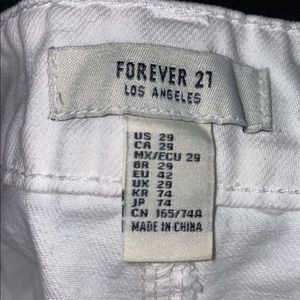 FOREVER 21
LOS ANGELES
US 29
CA 29
MX/ECU 29
BR 29
EU 42
UK 29
KR 74
JP 74
CN 165/74A
MADE IN CHINA